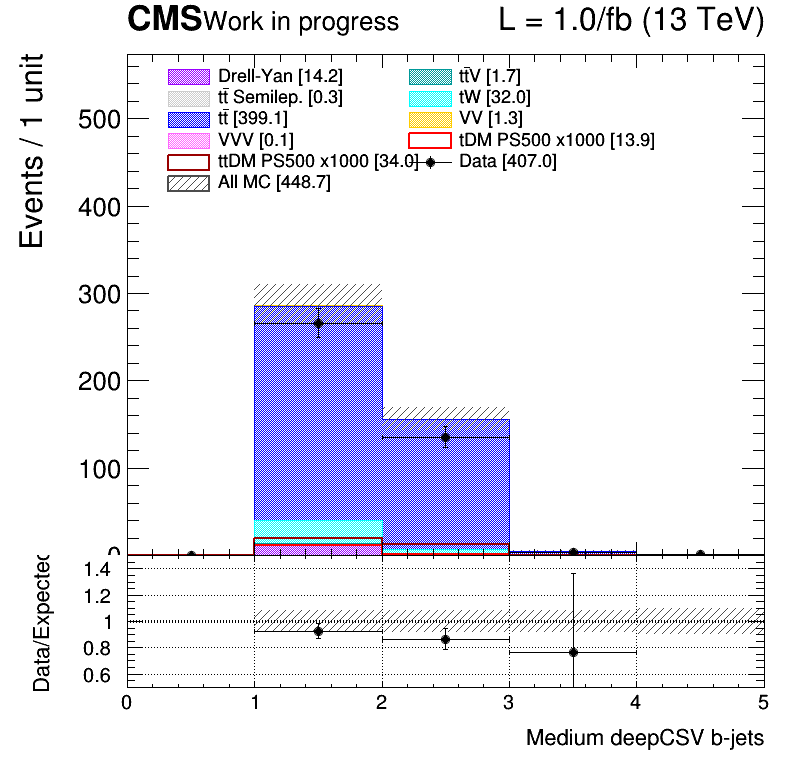 CMS Work in progress L = 1.0/fb (13 TeV)
Events / 1 unit
Drell-Yan [14.2] tt̄V [1.7]
tt̄ Semilep. [0.3] tW [32.0]
tt̄ [399.1] VV [1.3]
VVV [0.1] tDM PS500 x1000 [13.9]
ttDM PS500 x1000 [34.0] Data [407.0]
All MC [448.7]
500
400
300
200
100
0
Data/Expected
1.4
1.2
1
0.8
0.6
0 1 2 3 4 5
Medium deepCSV b-jets